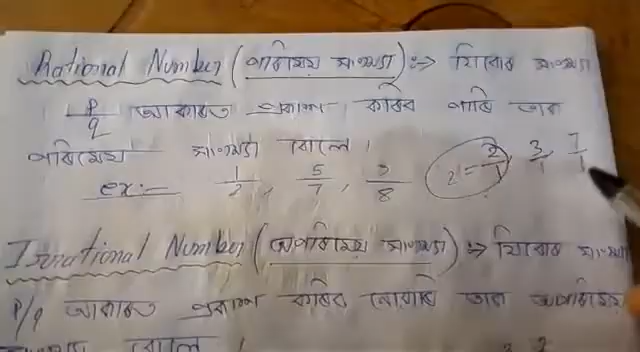 Rational Number (পৰিমেয় সংখ্যা) :→ যিবোৰ সংখ্যা
p/q আকাৰত প্ৰকাশ কৰিব পাৰি তাক
পৰিমেয় সংখ্যা বোলে।
ex:- 1/2, 5/7, 3/8 2 = 2/1, 3/1, 7/1
Irrational Number (অপৰিমেয় সংখ্যা) :→ যিবোৰ সংখ্যা
P/q আকাৰত প্ৰকাশ কৰিব নোৱাৰি তাক অপৰিমেয়
বোলে।